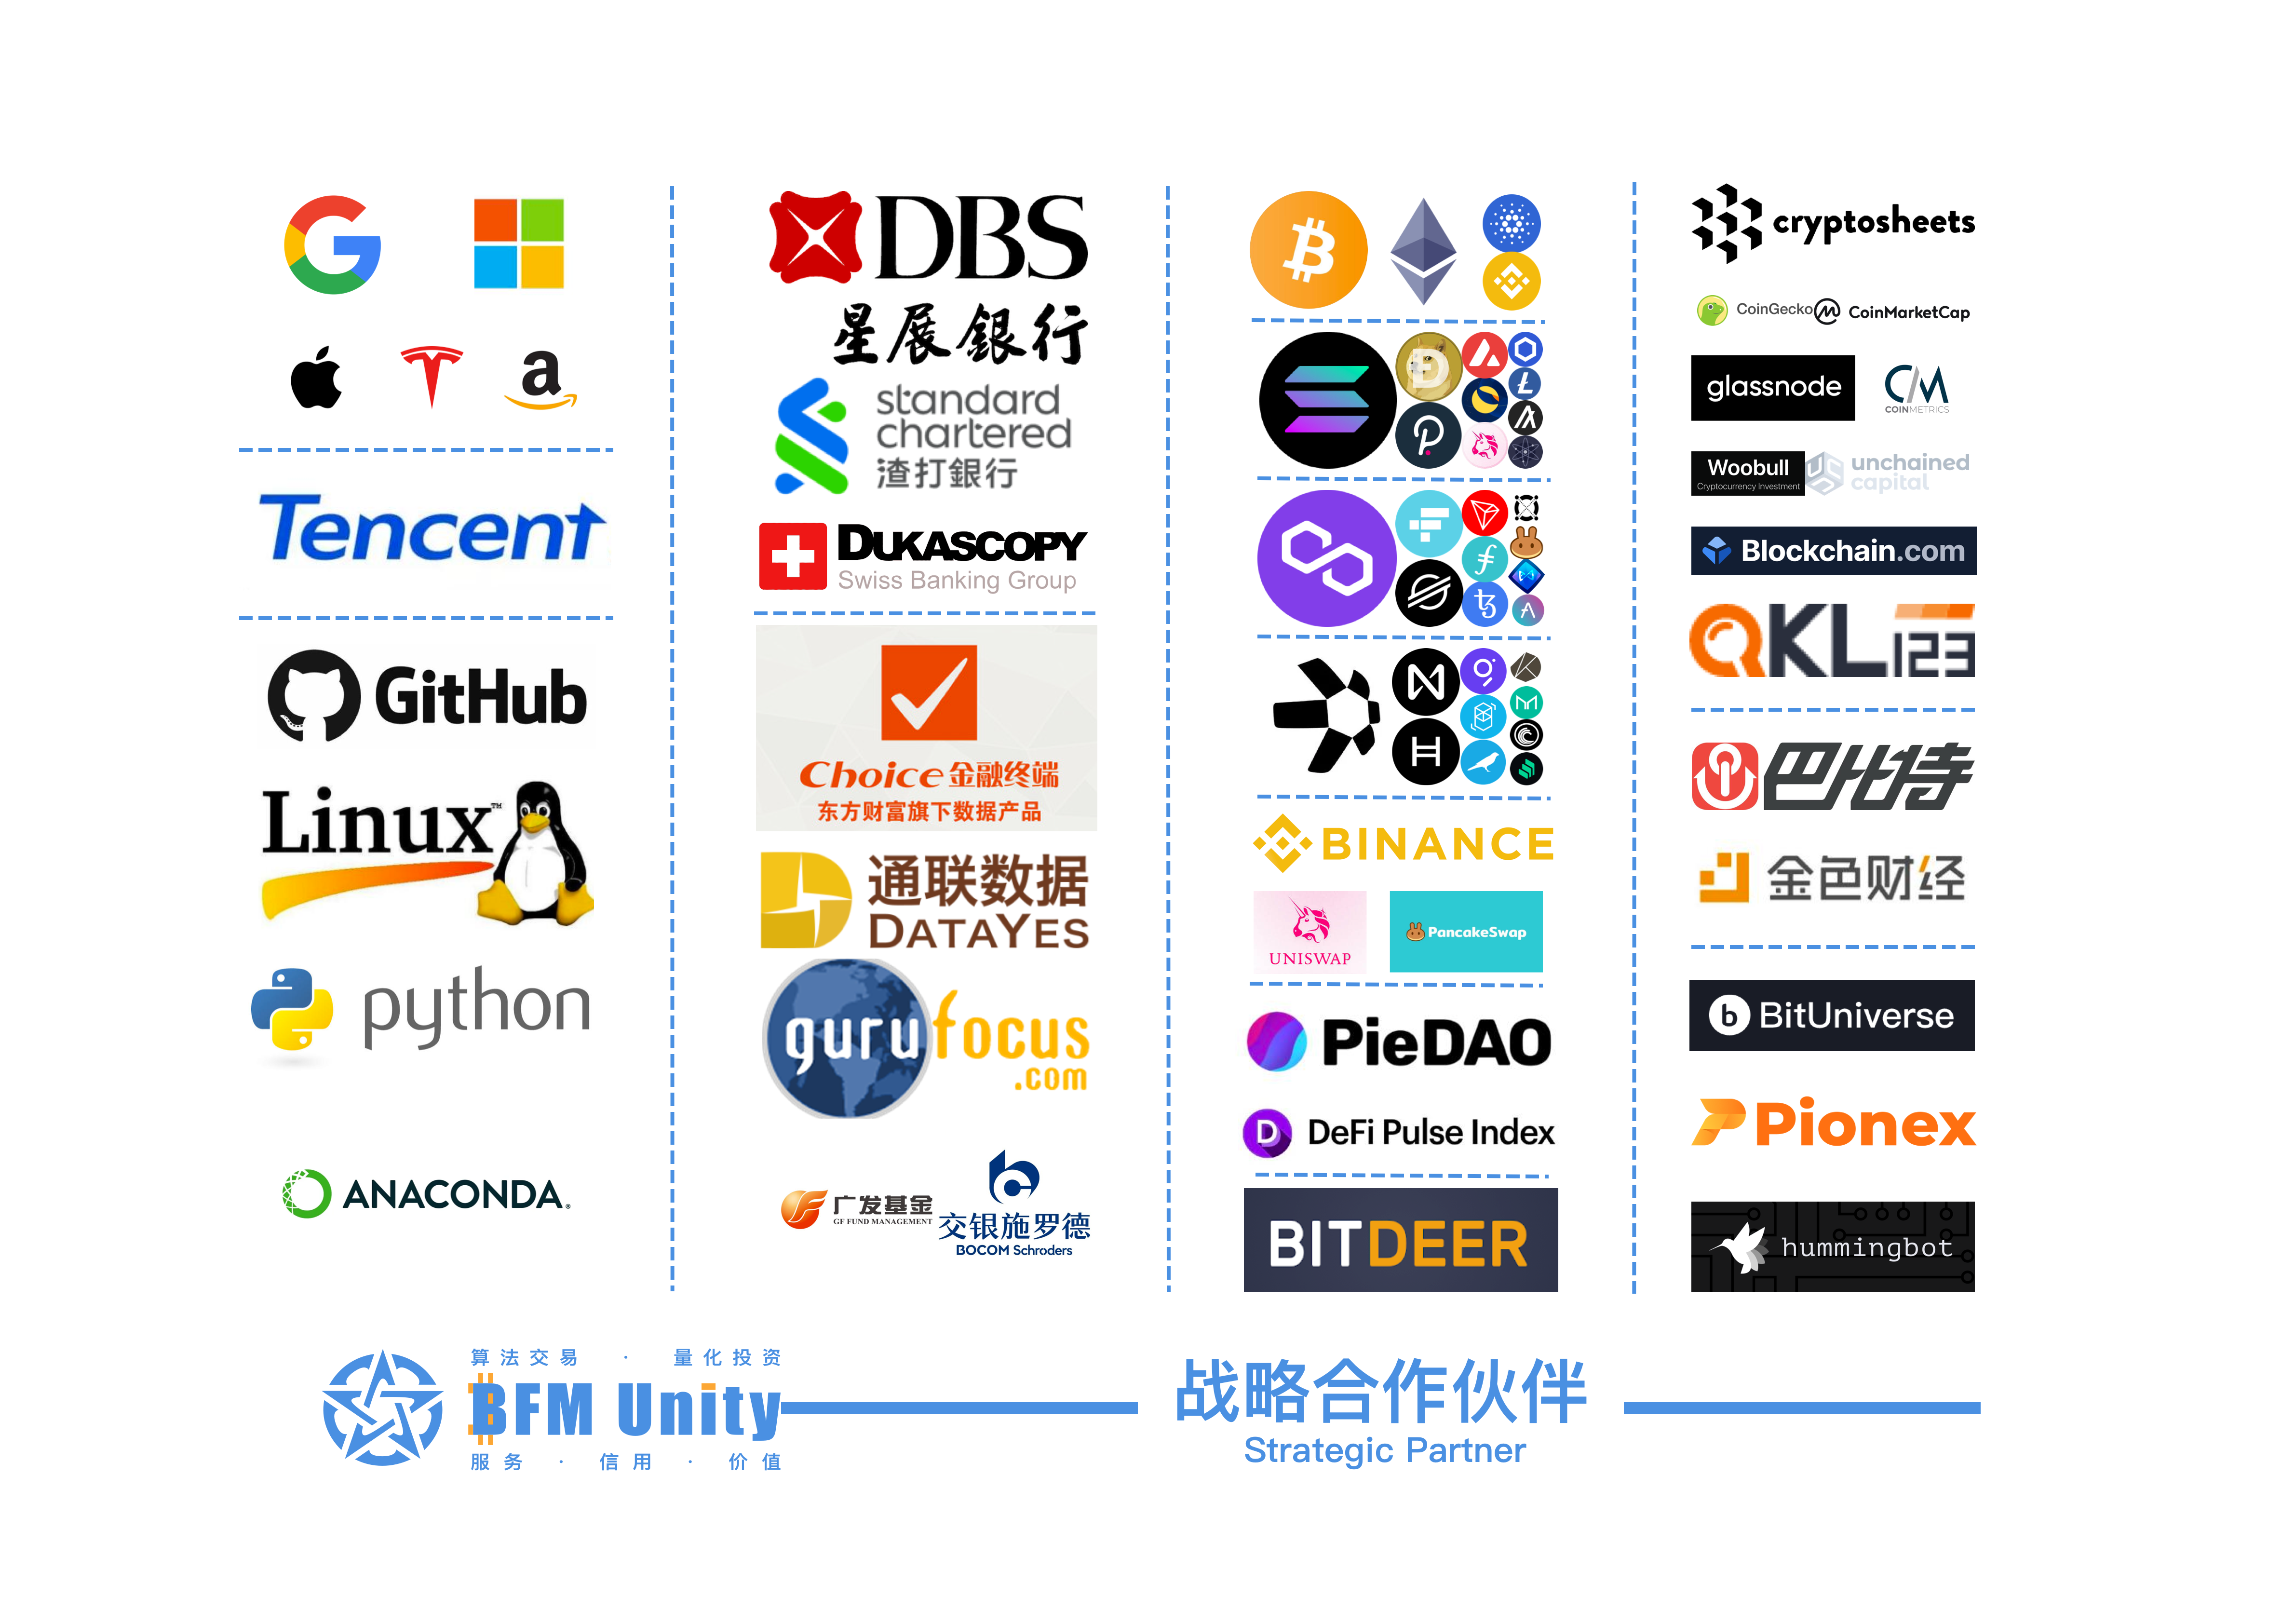 Tencent
GitHub
Linux™
python
ANACONDA®
DBS
星展銀行
standard
chartered
渣打銀行
DUKASCOPY
Swiss Banking Group
Choice金融终端
东方财富旗下数据产品
通联数据
DATAYES
gurufocus
.com
广发基金
GF FUND MANAGEMENT
交银施罗德
BOCOM Schroders
BINANCE
UNISWAP
PancakeSwap
PieDAO
DeFi Pulse Index
BITDEER
cryptosheets
CoinGecko
CoinMarketCap
glassnode
CM
COINMETRICS
Woobull
Cryptocurrency Investment
unchained
capital
Blockchain.com
QKL123
巴比特
金色财经
BitUniverse
Pionex
hummingbot
算法交易 · 量化投资
BFM Unity
服务 · 信用 · 价值
战略合作伙伴
Strategic Partner